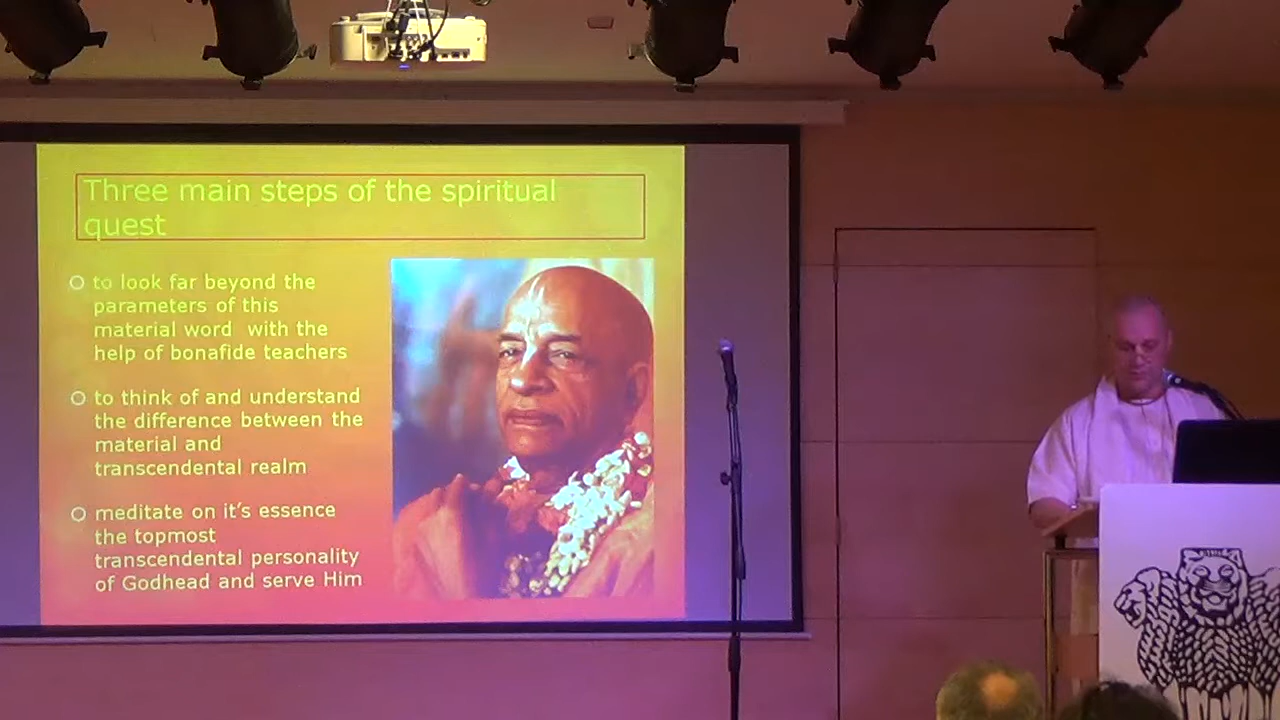 Three main steps of the spiritual
quest
to look far beyond the
parameters of this
material word with the
help of bonafide teachers
to think of and understand
the difference between the
material and
transcendental realm
meditate on it's essence
the topmost
transcendental personality
of Godhead and serve Him